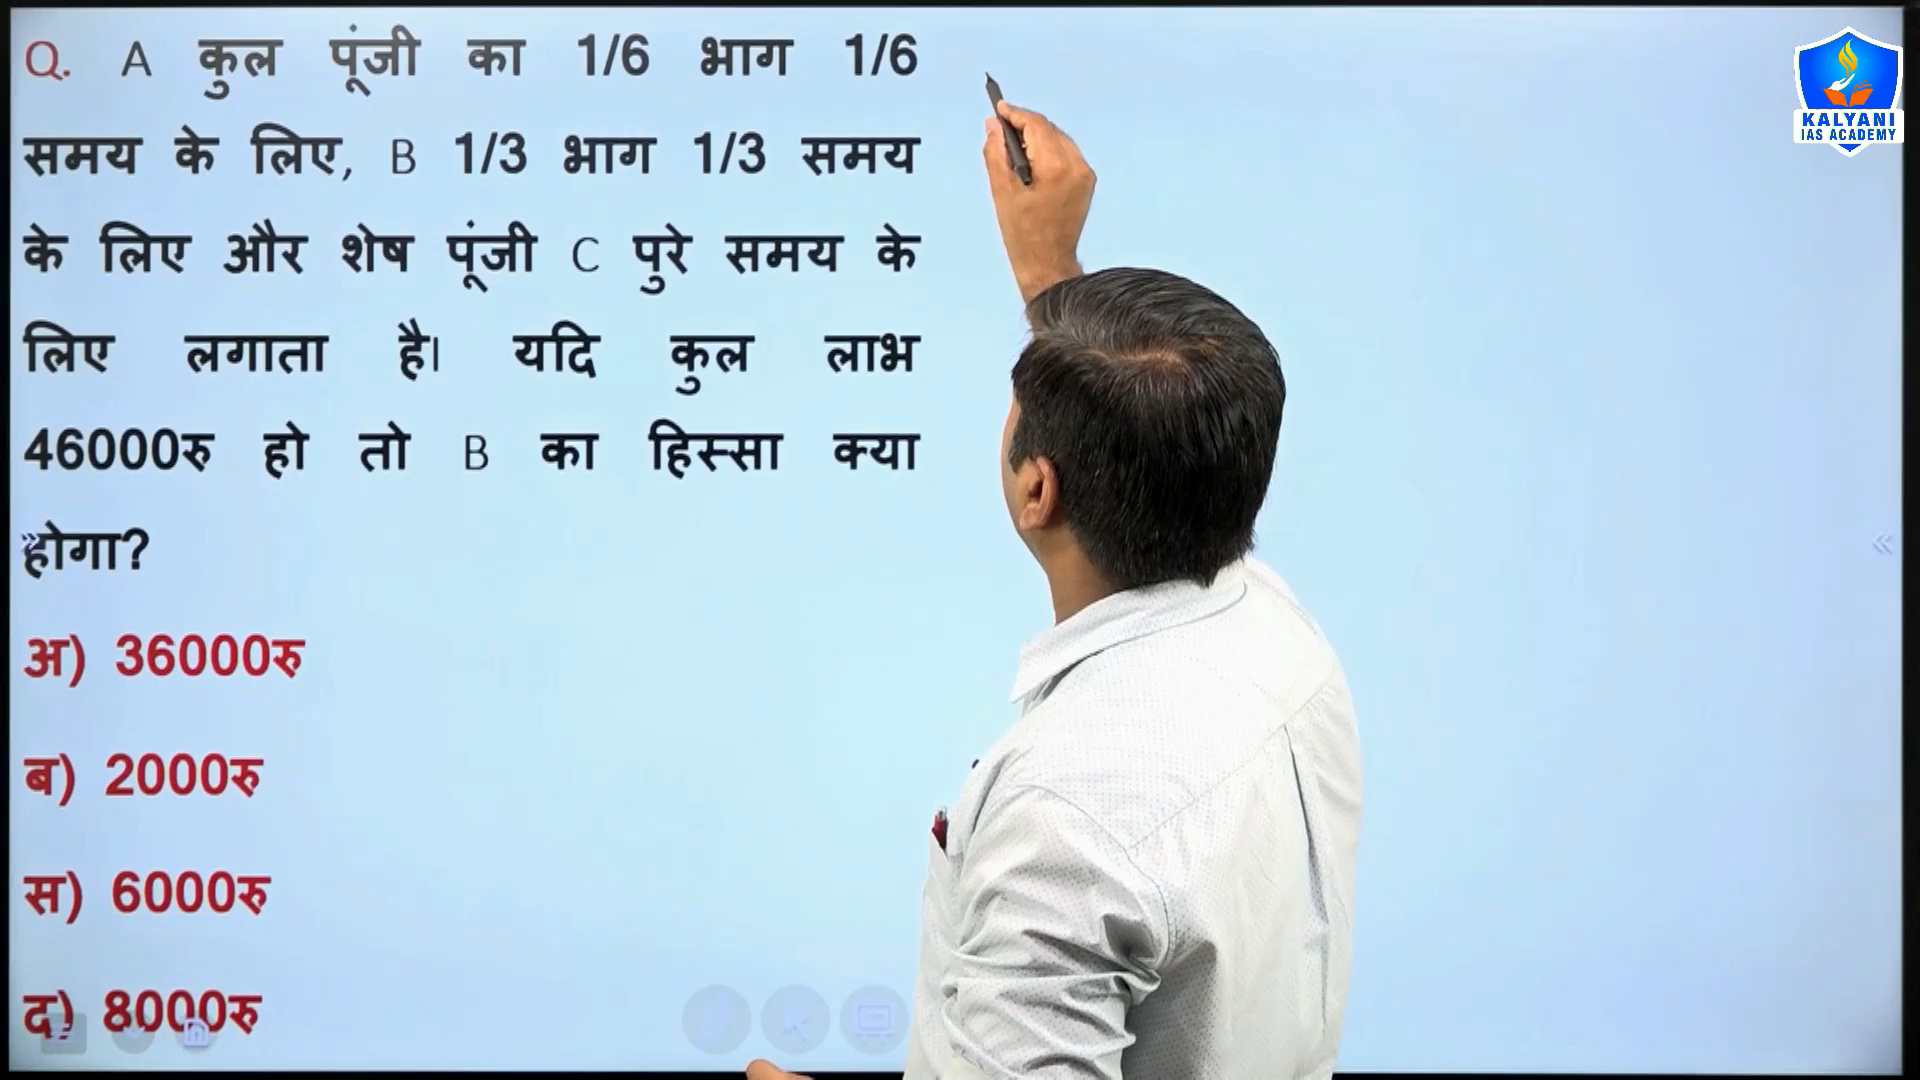 Q. A कुल पूंजी का 1/6 भाग 1/6
समय के लिए, B 1/3 भाग 1/3 समय
के लिए और शेष पूंजी C पुरे समय के
लिए लगाता है। यदि कुल लाभ
46000रु हो तो B का हिस्सा क्या
होगा?
अ) 36000रु
ब) 2000रु
स) 6000रु
द) 8000रु
KALYANI
IAS ACADEMY